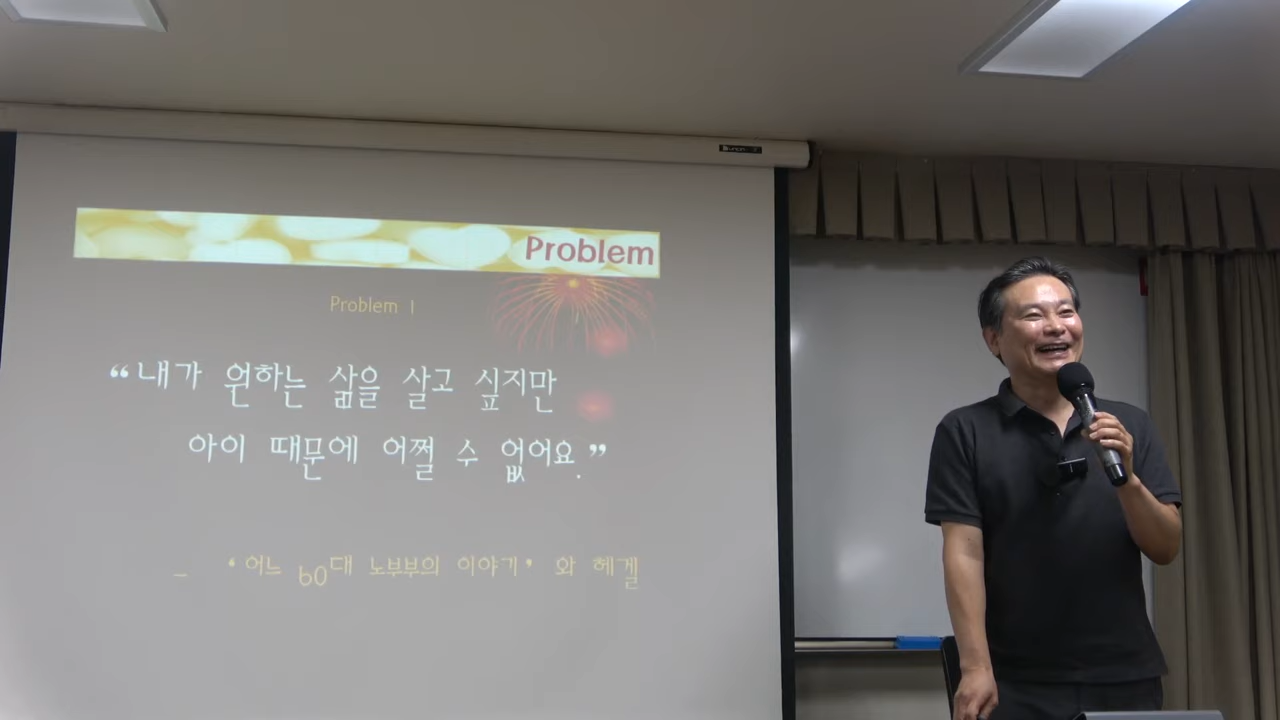 Problem
Problem 1
“내가 원하는 삶을 살고 싶지만
아이 때문에 어쩔 수 없어요.”
– ‘어느 60대 노부부의 이야기’ 와 헤겔